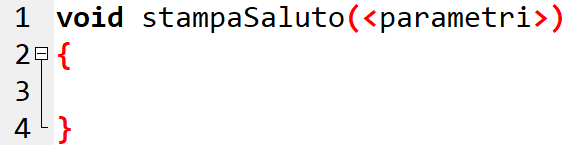 1 void stampaSaluto(<parametri>)
2 {
3
4 }